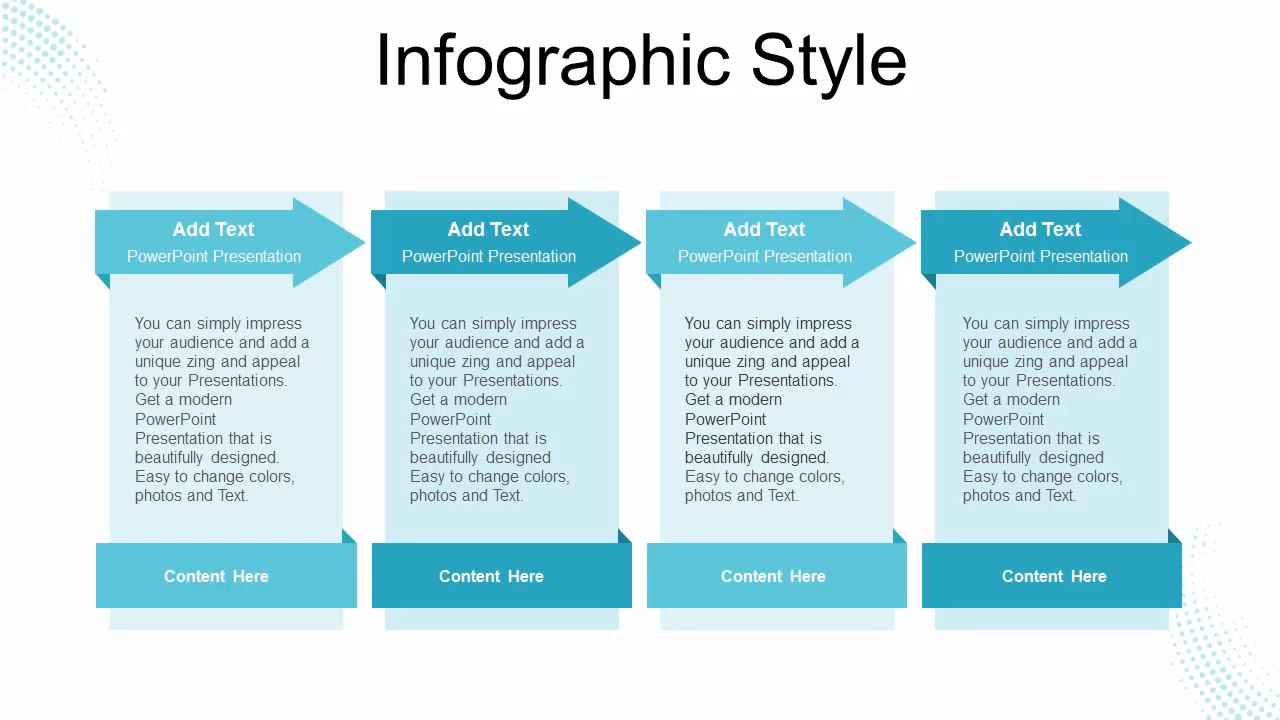 Infographic Style
Add Text
PowerPoint Presentation
You can simply impress
your audience and add a
unique zing and appeal
to your Presentations.
Get a modern
PowerPoint
Presentation that is
beautifully designed.
Easy to change colors,
photos and Text.
Content Here
Add Text
PowerPoint Presentation
You can simply impress
your audience and add a
unique zing and appeal
to your Presentations.
Get a modern
PowerPoint
Presentation that is
beautifully designed
Easy to change colors,
photos and Text.
Content Here
Add Text
PowerPoint Presentation
You can simply impress
your audience and add a
unique zing and appeal
to your Presentations.
Get a modern
PowerPoint
Presentation that is
beautifully designed.
Easy to change colors,
photos and Text.
Content Here
Add Text
PowerPoint Presentation
You can simply impress
your audience and add a
unique zing and appeal
to your Presentations.
Get a modern
PowerPoint
Presentation that is
beautifully designed
Easy to change colors,
photos and Text.
Content Here